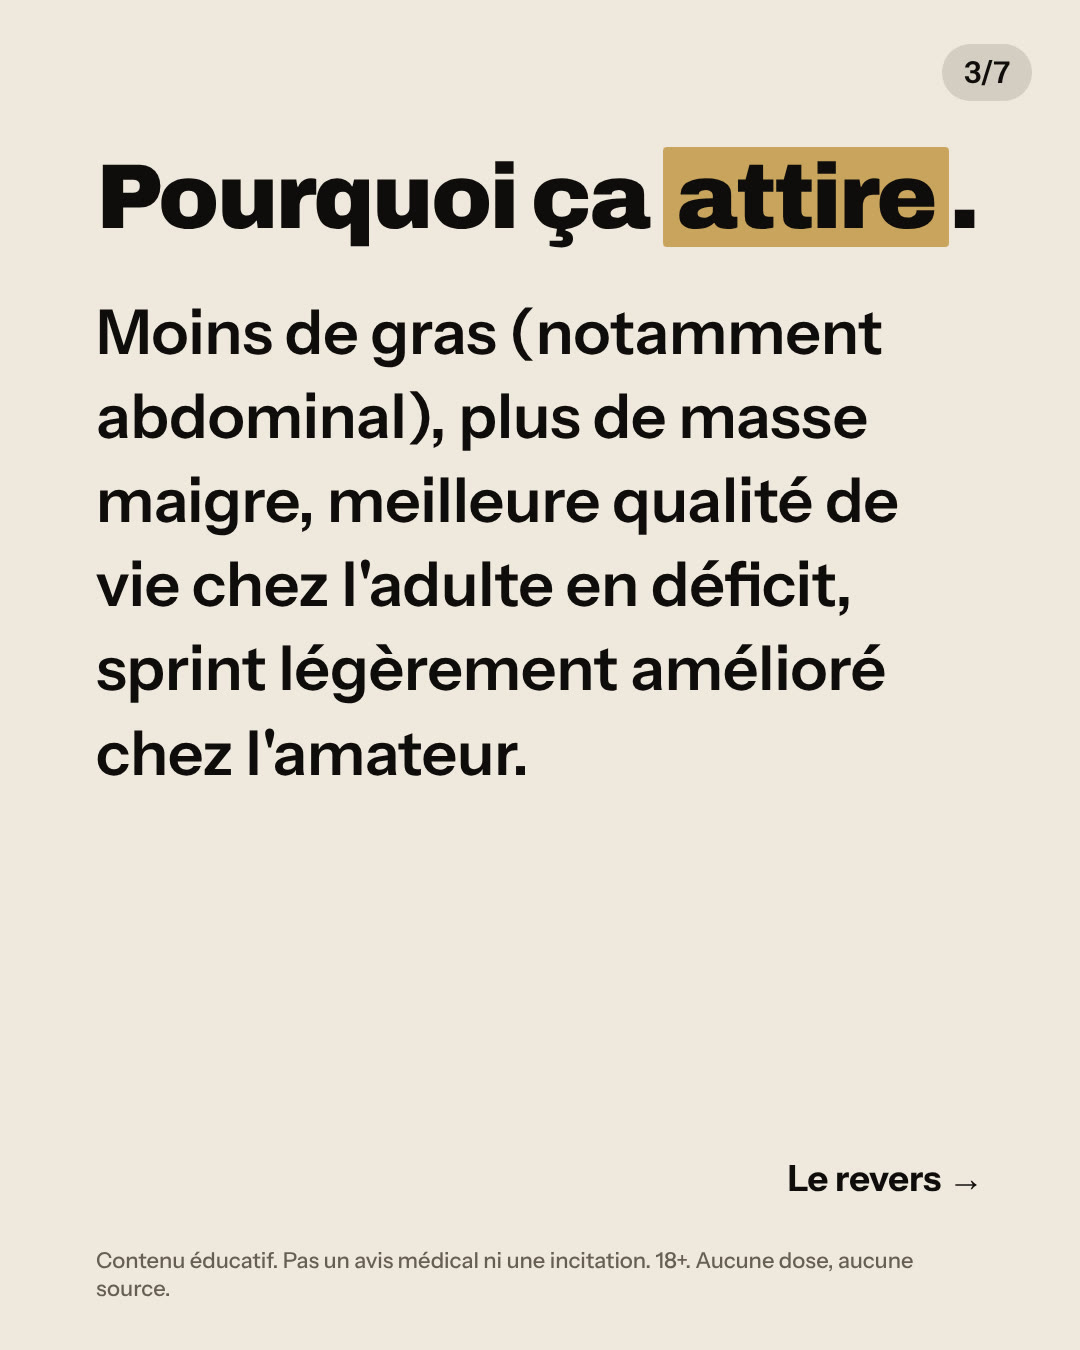 3/7
Pourquoi ça attire.
Moins de gras (notamment
abdominal), plus de masse
maigre, meilleure qualité de
vie chez l'adulte en déficit,
sprint légèrement amélioré
chez l'amateur.
Le revers →
Contenu éducatif. Pas un avis médical ni une incitation. 18+. Aucune dose, aucune
source.